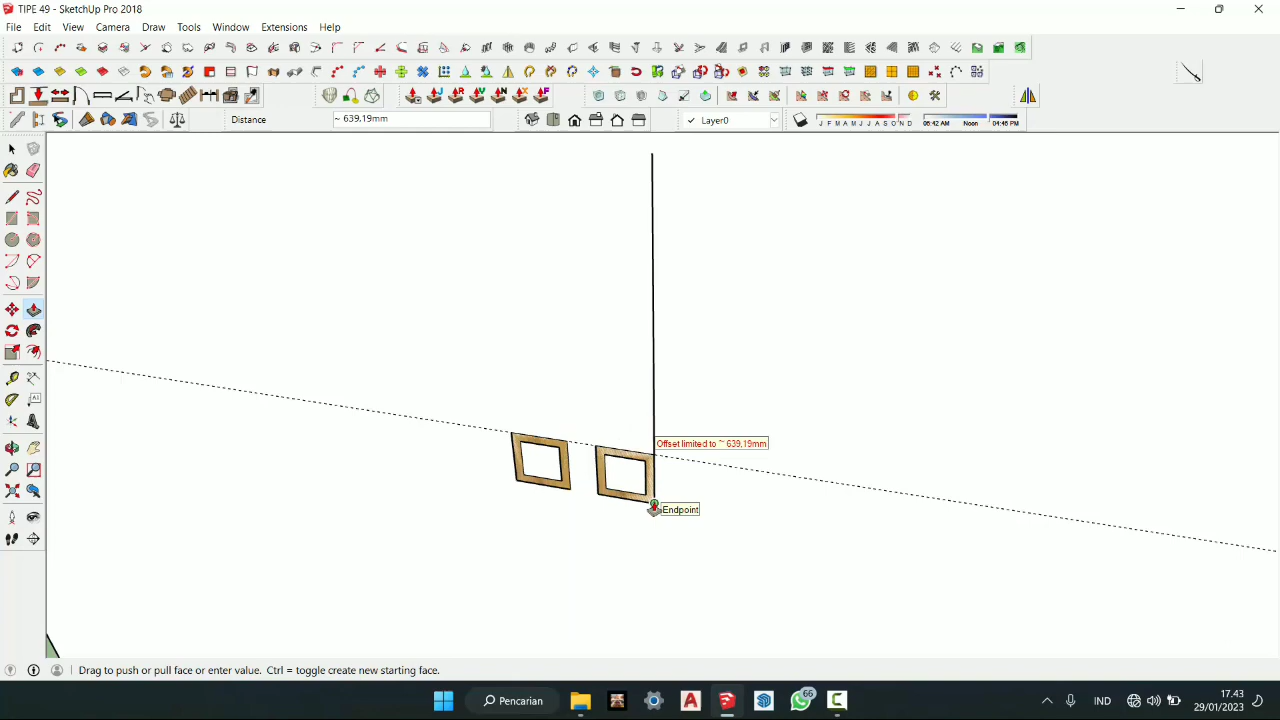 TIPE 49 - SketchUp Pro 2018
File Edit View Camera Draw Tools Window Extensions Help
Distance ~ 639,19mm
✓ Layer0
J F M A M J J A S O N D 06:42 AM Noon 04:46 PM
Offset limited to ~ 639,19mm
Endpoint
Drag to push or pull face or enter value. Ctrl = toggle create new starting face.
Pencarian
66
IND
17.43
29/01/2023